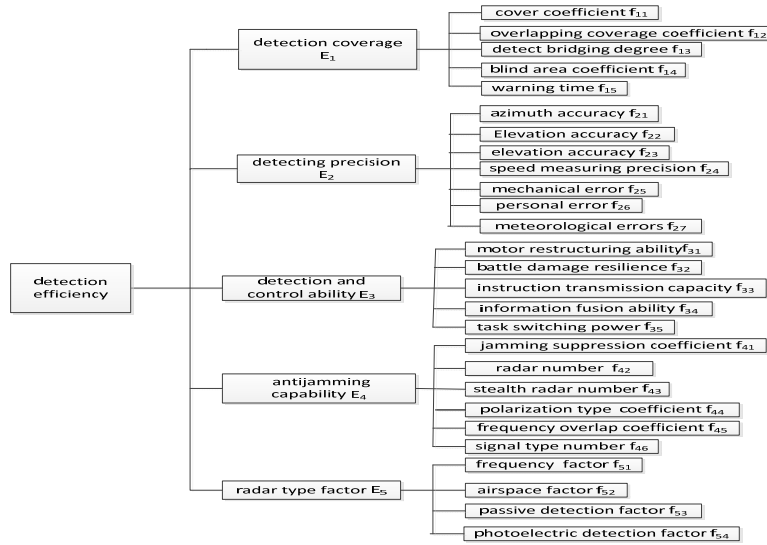 detection
efficiency
detection coverage
E₁
cover coefficient f₁₁
overlapping coverage coefficient f₁₂
detect bridging degree f₁₃
blind area coefficient f₁₄
warning time f₁₅
detecting precision
E₂
azimuth accuracy f₂₁
Elevation accuracy f₂₂
elevation accuracy f₂₃
speed measuring precision f₂₄
mechanical error f₂₅
personal error f₂₆
meteorological errors f₂₇
detection and
control ability E₃
motor restructuring abilityf₃₁
battle damage resilience f₃₂
instruction transmission capacity f₃₃
information fusion ability f₃₄
task switching power f₃₅
antijamming
capability E₄
jamming suppression coefficient f₄₁
radar number f₄₂
stealth radar number f₄₃
polarization type coefficient f₄₄
frequency overlap coefficient f₄₅
signal type number f₄₆
radar type factor E₅
frequency factor f₅₁
airspace factor f₅₂
passive detection factor f₅₃
photoelectric detection factor f₅₄